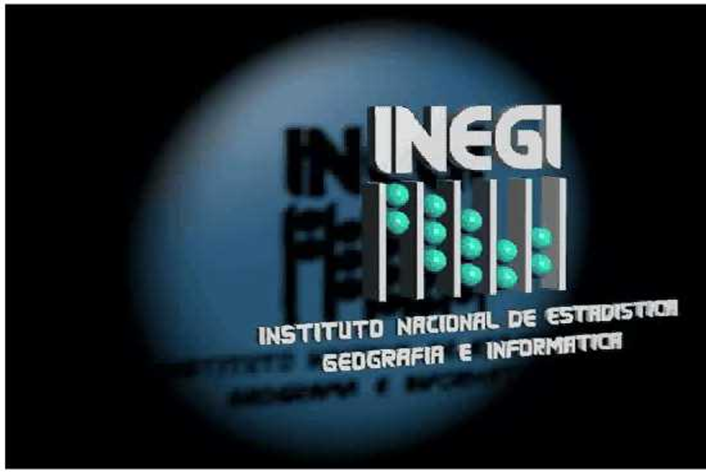 INEGI
INSTITUTO NACIONAL DE ESTADISTICA
GEOGRAFIA E INFORMATICA